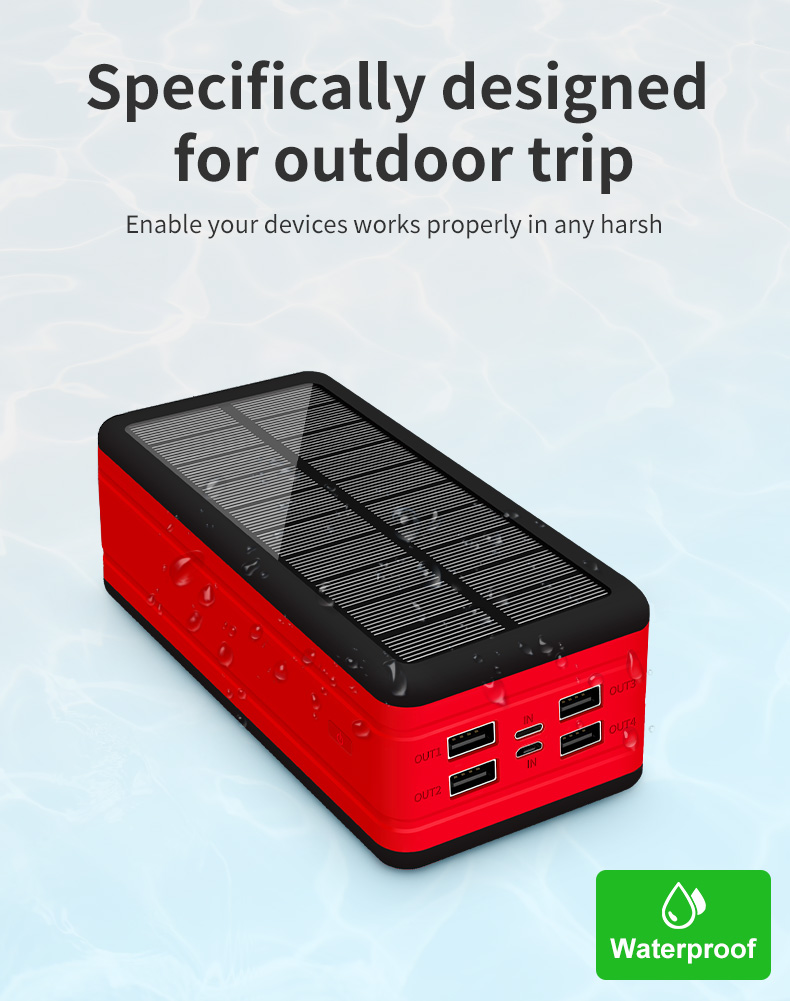 Specifically designed
for outdoor trip
Enable your devices works properly in any harsh
OUT1
OUT2
IN
IN
OUT3
OUT4
Waterproof